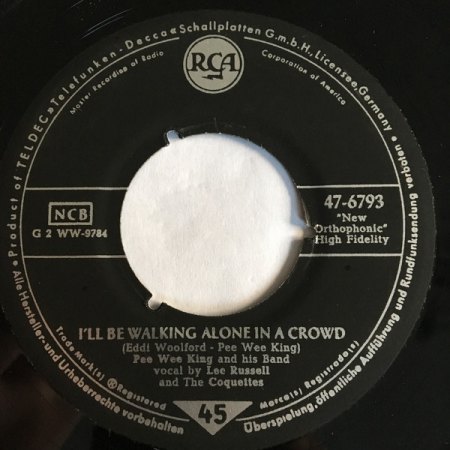 Product of TELDEC »Telefunken-Decca« Schallplatten G.m.b.H., Licensee, Germany
RCA
Master Recording of Radio
Corporation of America
NCB
G 2 WW-9784
47-6793
"New
Orthophonic"
High Fidelity
I'LL BE WALKING ALONE IN A CROWD
(Eddi Woolford - Pee Wee King)
Pee Wee King and his Band
vocal by Lee Russell
and The Coquettes
Trade Mark(s) ® Registered
Marca(s) Registrada(s)
45
Alle Hersteller- und Urheberrechte vorbehalten
Überspielung, öffentliche Aufführung und Rundfunksendung verboten